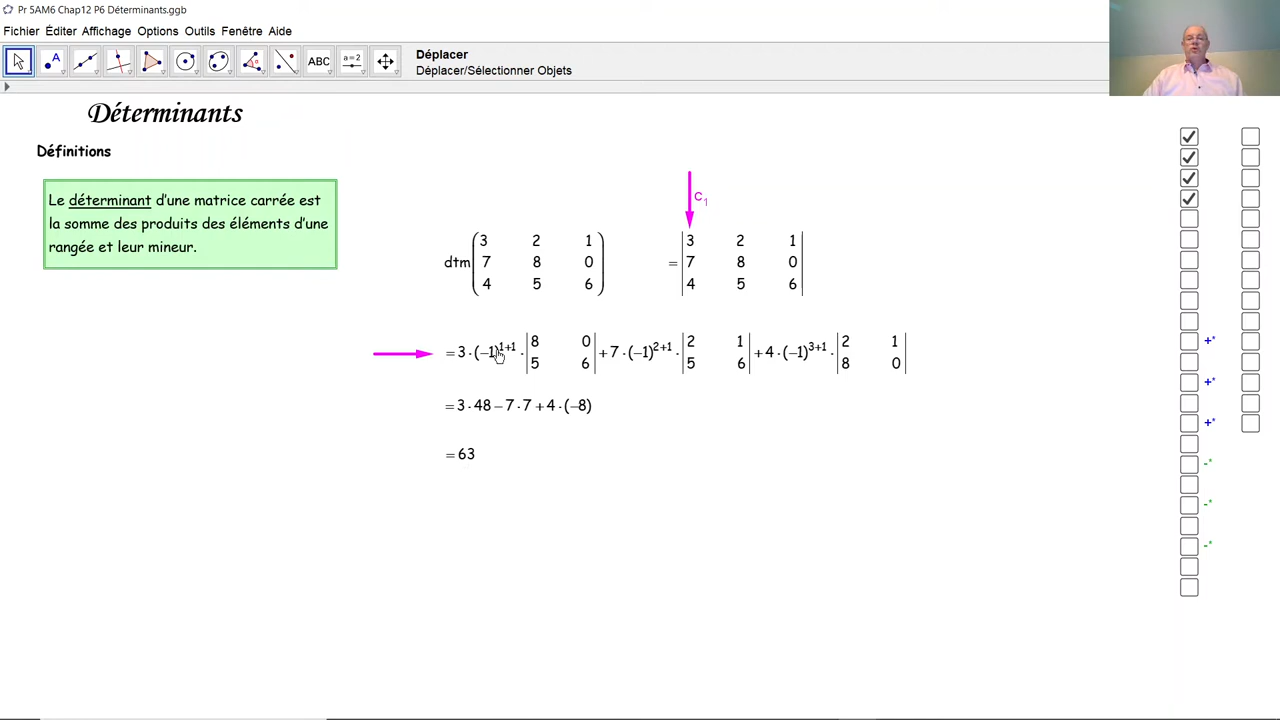 Pr 5AM6 Chap12 P6 Déterminants.ggb
Fichier Éditer Affichage Options Outils Fenêtre Aide
A ABC a=2 Déplacer
Déplacer/Sélectionner Objets
Déterminants
Définitions
Le déterminant d'une matrice carrée est
la somme des produits des éléments d'une
rangée et leur mineur.
C₁
dtm (3 2 1 = |3 2 1|
7 8 0 7 8 0
4 5 6) 4 5 6
= 3 · (−1)¹⁺¹ · |8 0| + 7 · (−1)²⁺¹ · |2 1| + 4 · (−1)³⁺¹ · |2 1|
5 6 5 6 8 0
= 3 · 48 − 7 · 7 + 4 · (−8)
= 63
+*
+*
+*
-*
-*
-*